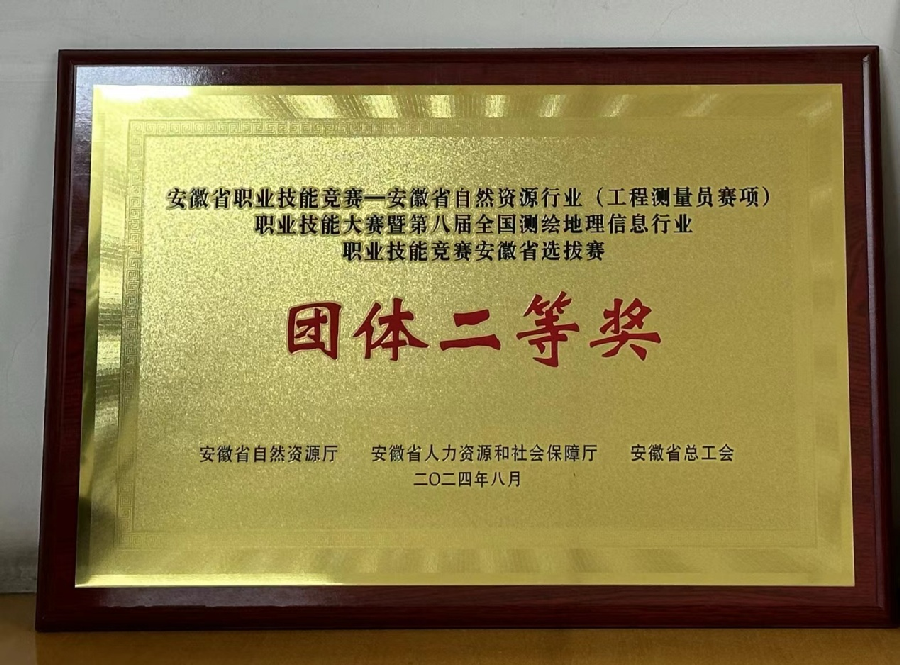 安徽省职业技能竞赛—安徽省自然资源行业（工程测量员赛项）
职业技能大赛暨第八届全国测绘地理信息行业
职业技能竞赛安徽省选拔赛
团体二等奖
安徽省自然资源厅 安徽省人力资源和社会保障厅 安徽省总工会
二〇二四年八月